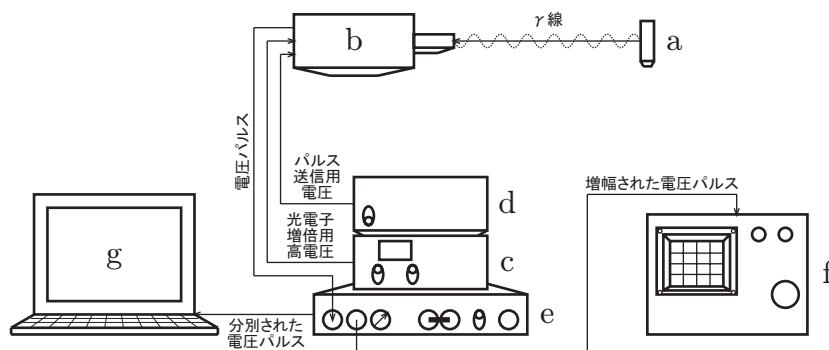 γ線
b
a
電圧パルス
パルス
送信用
電圧
d
増幅された電圧パルス
光電子
増倍用
高電圧
c
g
f
e
分別された
電圧パルス